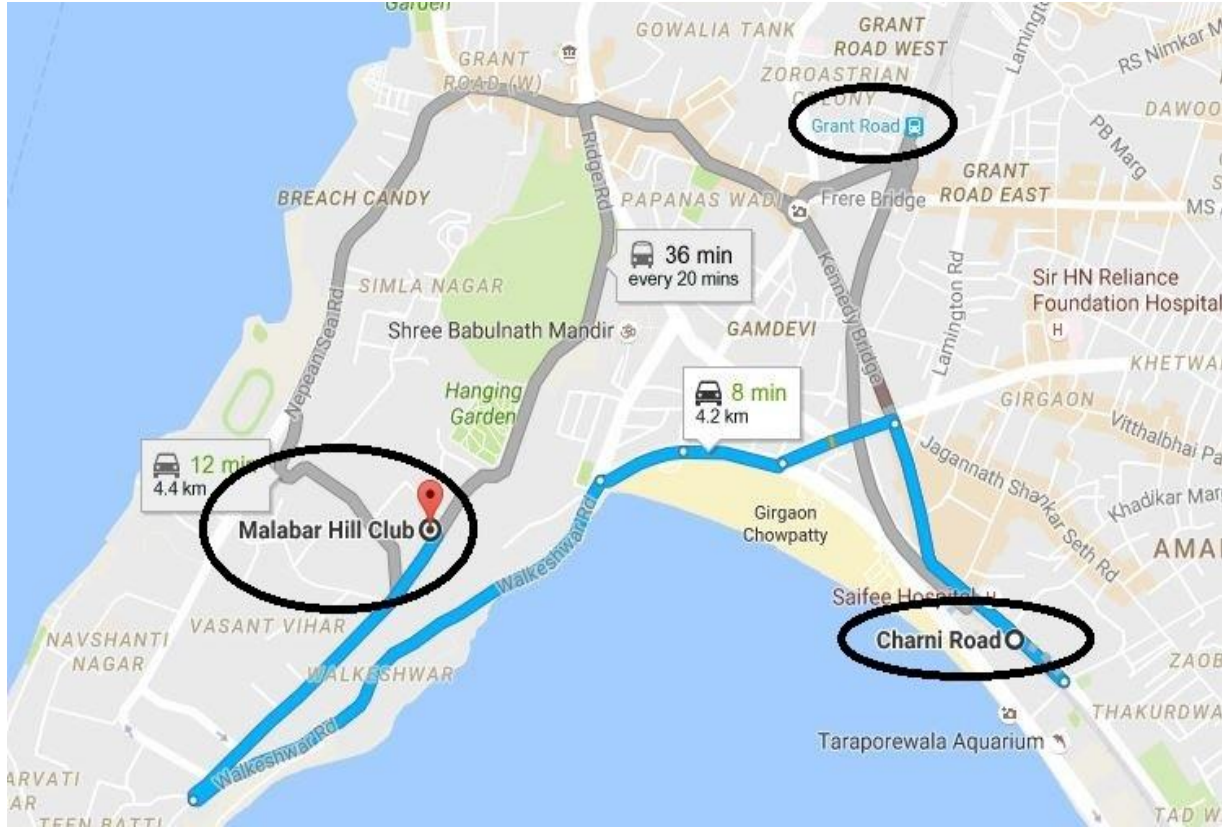 Garden
GOWALIA TANK
GRANT
ROAD WEST
Lamington
RS Nimkar M
GRANT
ROAD (W)
ZOROASTRIAN
COLONY
Grant Road
DAWOO
PB Marg
Ridge Rd
BREACH CANDY
PAPANAS WADI
Frere Bridge
GRANT
ROAD EAST
MS
36 min
every 20 mins
Kennedy Bridge
Lamington Rd
Sir HN Reliance
Foundation Hospital
H
SIMLA NAGAR
Nepean Sea Rd
Shree Babulnath Mandir
GAMDEVI
KHETWA
Hanging
Garden
8 min
4.2 km
GIRGAON
Vitthalbhai Pa
12 min
4.4 km
Jagannath Shankar Seth Rd
Khadikar Mar
Malabar Hill Club
Girgaon
Chowpatty
AMA
Walkeshwar Rd
Saifee Hospital
VASANT VIHAR
Charni Road
NAVSHANTI
NAGAR
WALKESHWAR
ZAOB
THAKURDWA
Walkeshwar Rd
Taraporewala Aquarium
ARVATI
AR
TEEN BATTI
TAD W